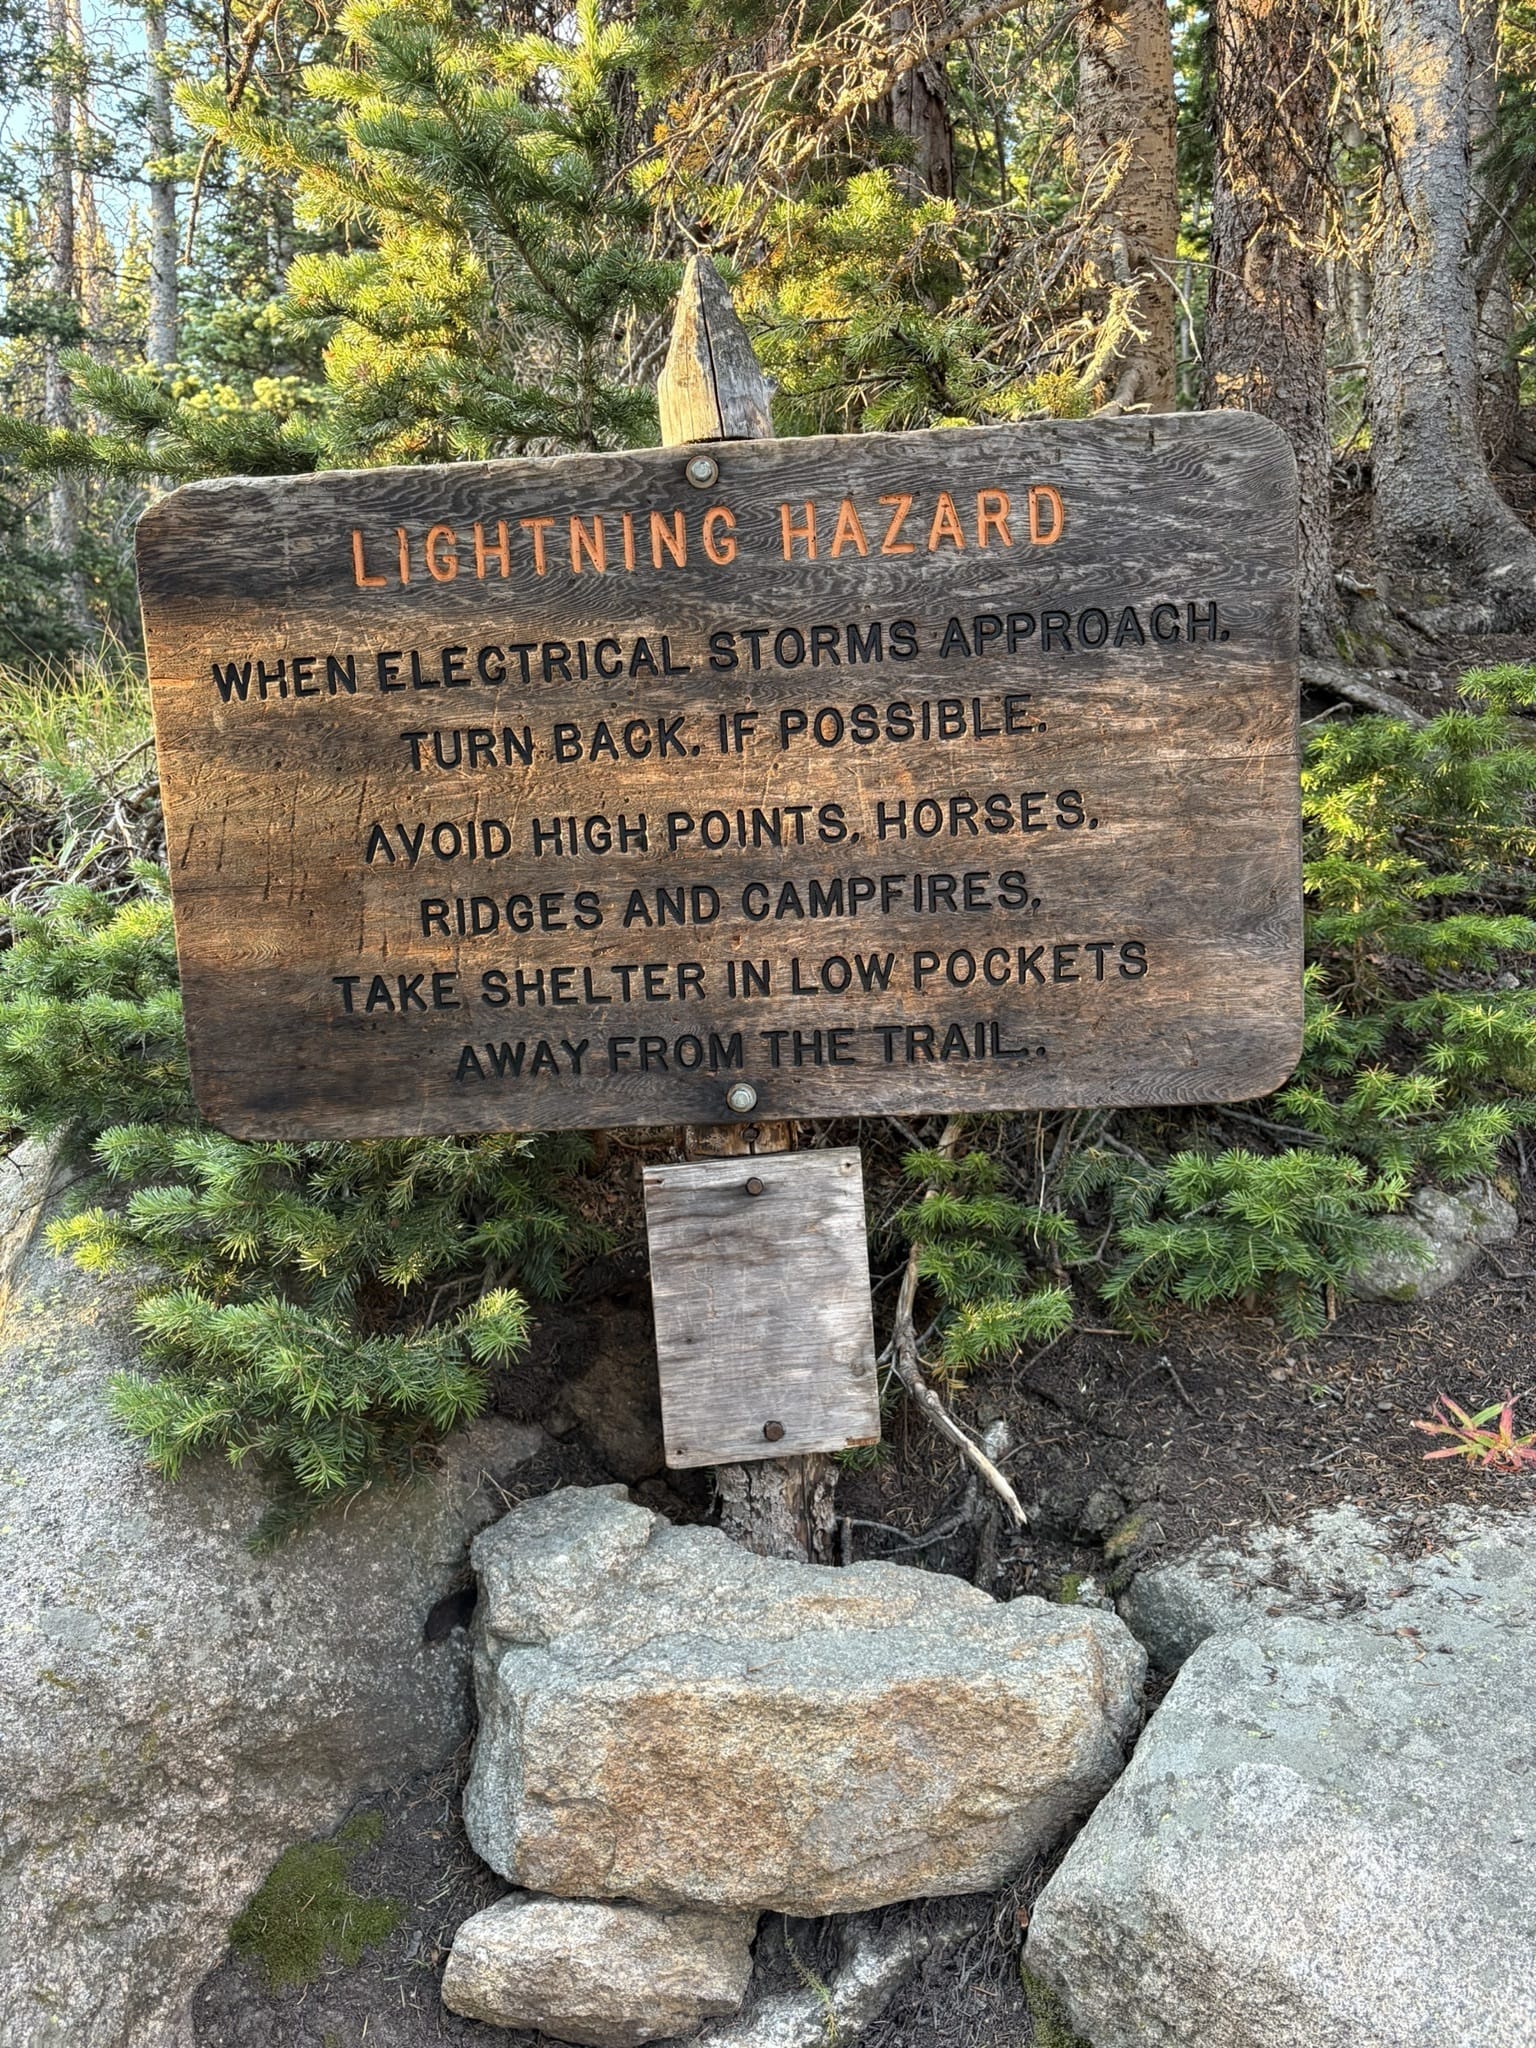 LIGHTNING HAZARD
WHEN ELECTRICAL STORMS APPROACH,
TURN BACK, IF POSSIBLE.
AVOID HIGH POINTS, HORSES,
RIDGES AND CAMPFIRES,
TAKE SHELTER IN LOW POCKETS
AWAY FROM THE TRAIL..